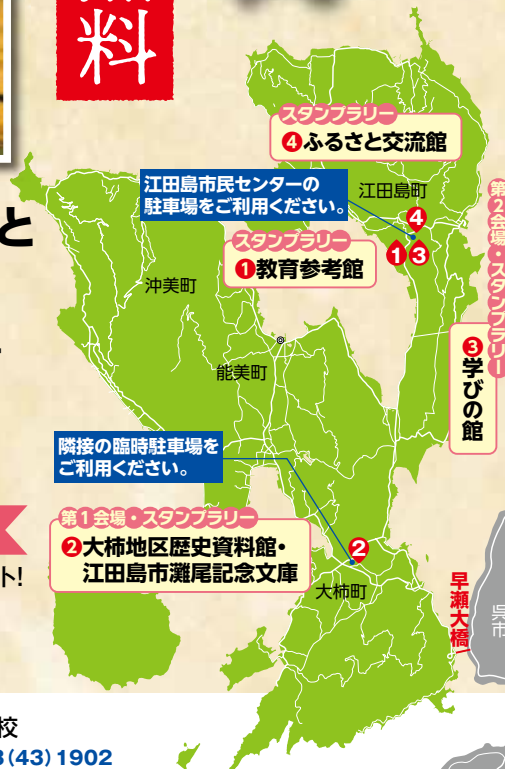 料
スタンプラリー
❹ふるさと交流館
江田島市民センターの
駐車場をご利用ください。
江田島町
❹
スタンプラリー
❶教育参考館
❶❸
第2会場・スタンプラリー
❸学びの館
と
沖美町
能美町
隣接の臨時駐車場を
ご利用ください。
第1会場・スタンプラリー
❷大柿地区歴史資料館・
江田島市灘尾記念文庫
❷
大柿町
早瀬大橋
呉市
ト!
校
(43)1902